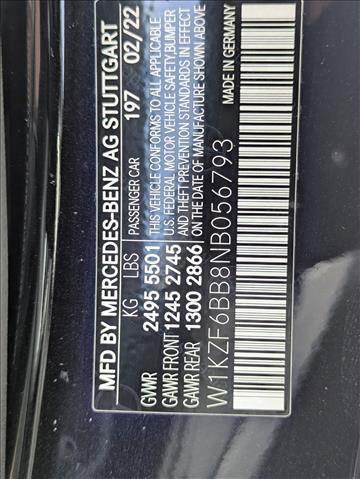 MFD BY MERCEDES-BENZ AG STUTTGART
197 02/22
KG LBS PASSENGER CAR
GVWR 2495 5501 THIS VEHICLE CONFORMS TO ALL APPLICABLE
GAWR FRONT 1245 2745 U.S. FEDERAL MOTOR VEHICLE SAFETY, BUMPER
GAWR REAR 1300 2866 AND THEFT PREVENTION STANDARDS IN EFFECT
ON THE DATE OF MANUFACTURE SHOWN ABOVE
W1KZF6BB8NB056793 MADE IN GERMANY